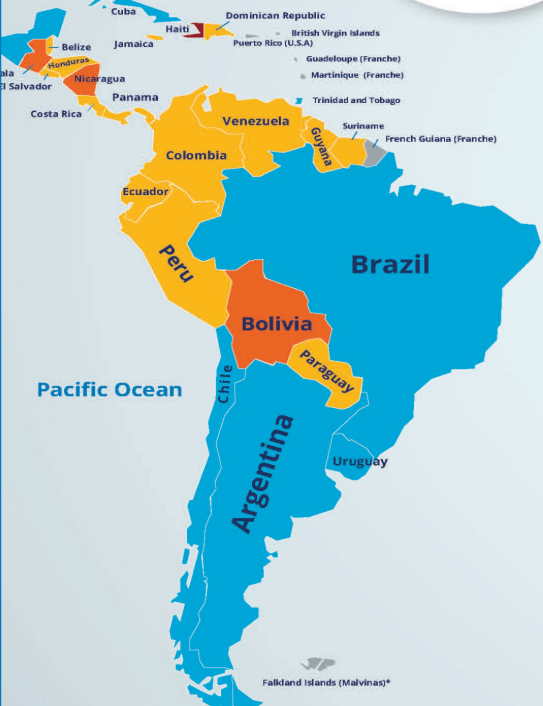 Cuba
Dominican Republic
Haiti
British Virgin Islands
Jamaica
Puerto Rico (U.S.A)
Belize
Guadeloupe (Franche)
Honduras
ala
Martinique (Franche)
El Salvador
Nicaragua
Panama
Trinidad and Tobago
Costa Rica
Venezuela
Suriname
Guyana
French Guiana (Franche)
Colombia
Ecuador
Peru
Brazil
Bolivia
Paraguay
Chile
Pacific Ocean
Argentina
Uruguay
Falkland Islands (Malvinas)*